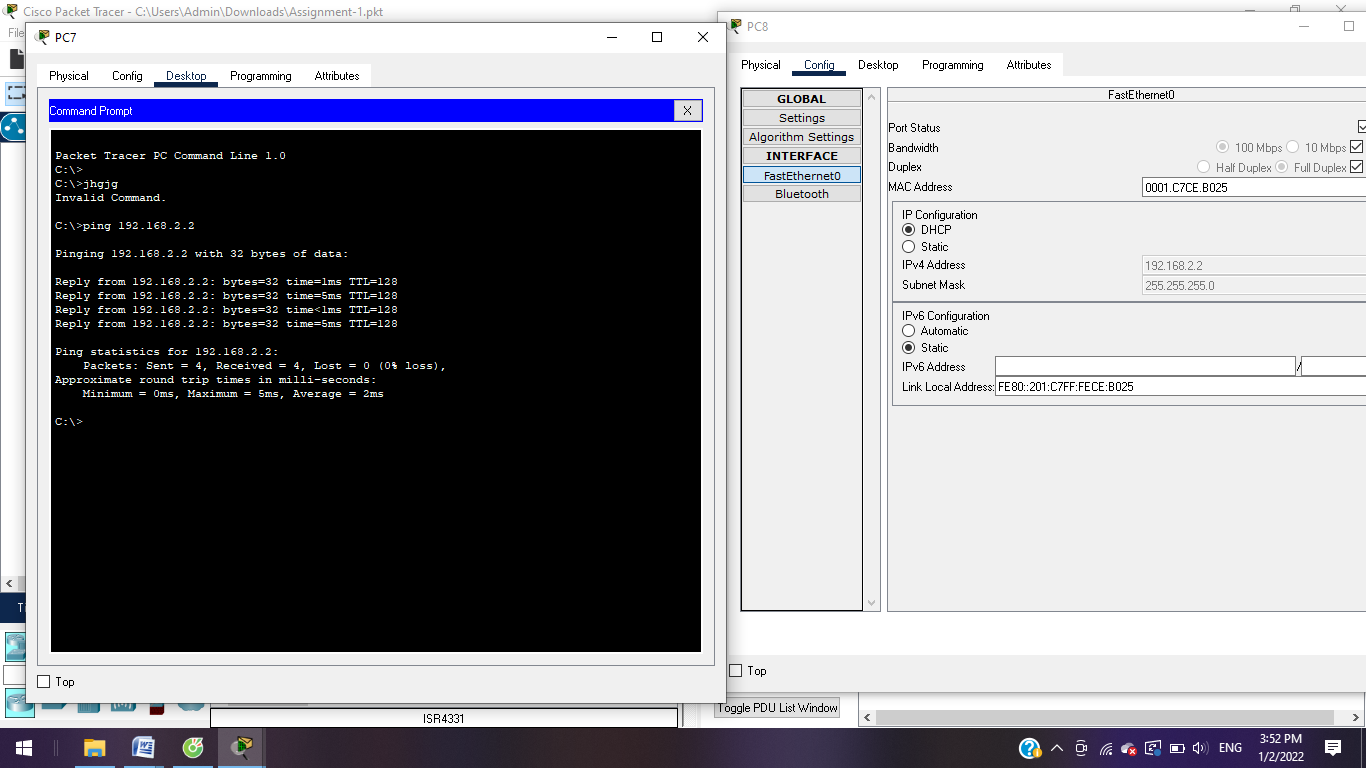 Cisco Packet Tracer - C:\Users\Admin\Downloads\Assignment-1.pkt
File
PC7
Physical Config Desktop Programming Attributes
Command Prompt X
Packet Tracer PC Command Line 1.0
C:\>
C:\>jhgjg
Invalid Command.
C:\>ping 192.168.2.2
Pinging 192.168.2.2 with 32 bytes of data:
Reply from 192.168.2.2: bytes=32 time=1ms TTL=128
Reply from 192.168.2.2: bytes=32 time=5ms TTL=128
Reply from 192.168.2.2: bytes=32 time<1ms TTL=128
Reply from 192.168.2.2: bytes=32 time=5ms TTL=128
Ping statistics for 192.168.2.2:
Packets: Sent = 4, Received = 4, Lost = 0 (0% loss),
Approximate round trip times in milli-seconds:
Minimum = 0ms, Maximum = 5ms, Average = 2ms
C:\>
Top
PC8
Physical Config Desktop Programming Attributes
GLOBAL
Settings
Algorithm Settings
INTERFACE
FastEthernet0
Bluetooth
FastEthernet0
Port Status
Bandwidth 100 Mbps 10 Mbps
Duplex Half Duplex Full Duplex
MAC Address 0001.C7CE.B025
IP Configuration
DHCP
Static
IPv4 Address 192.168.2.2
Subnet Mask 255.255.255.0
IPv6 Configuration
Automatic
Static
IPv6 Address /
Link Local Address: FE80::201:C7FF:FECE:B025
Top
ISR4331
Toggle PDU List Window
ENG
3:52 PM
1/2/2022